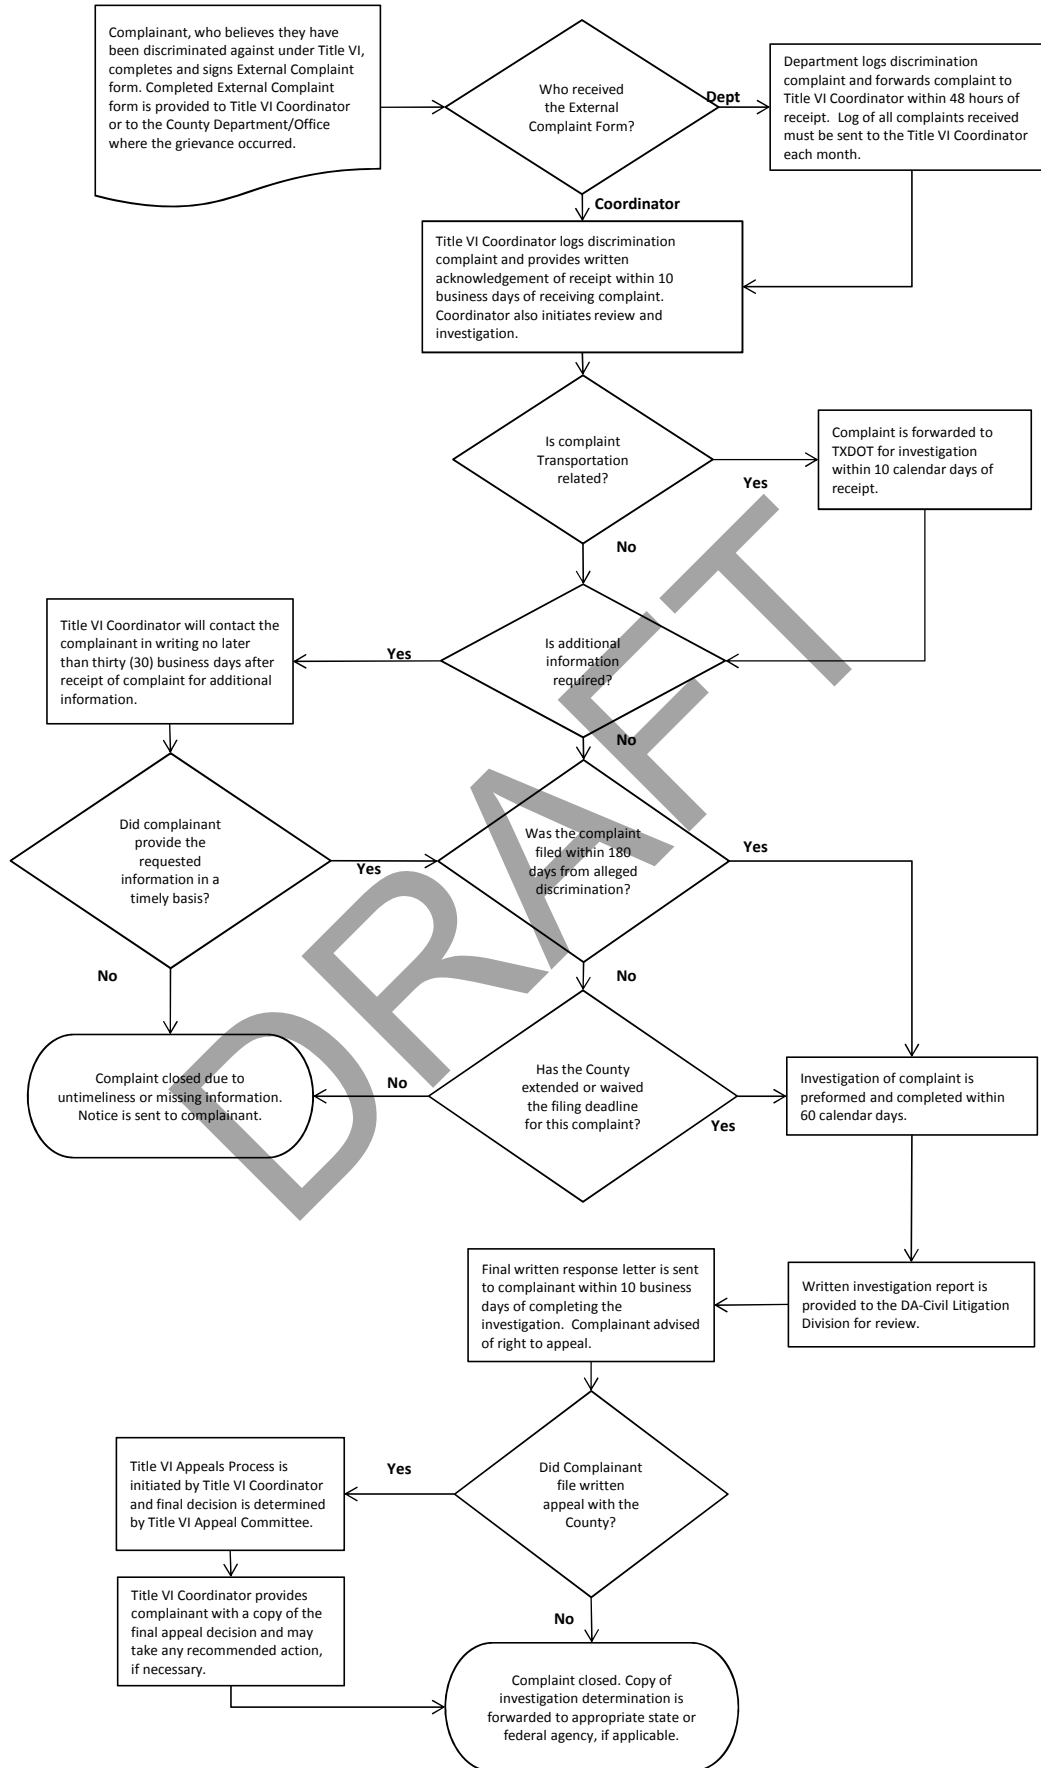 Complainant, who believes they have
been discriminated against under Title VI,
completes and signs External Complaint
form. Completed External Complaint
form is provided to Title VI Coordinator
or to the County Department/Office
where the grievance occurred.
Who received
the External
Complaint Form?
Dept
Department logs discrimination
complaint and forwards complaint to
Title VI Coordinator within 48 hours of
receipt.  Log of all complaints received
must be sent to the Title VI Coordinator
each month.
Coordinator
Title VI Coordinator logs discrimination
complaint and provides written
acknowledgement of receipt within 10
business days of receiving complaint.
Coordinator also initiates review and
investigation.
Is complaint
Transportation
related?
Yes
Complaint is forwarded to
TXDOT for investigation
within 10 calendar days of
receipt.
No
Is additional
information
required?
Yes
Title VI Coordinator will contact the
complainant in writing no later
than thirty (30) business days after
receipt of complaint for additional
information.
No
Did complainant
provide the
requested
information in a
timely basis?
Yes
Was the complaint
filed within 180
days from alleged
discrimination?
Yes
No
No
Complaint closed due to
untimeliness or missing information.
Notice is sent to complainant.
No
Has the County
extended or waived
the filing deadline
for this complaint?
Yes
Investigation of complaint is
preformed and completed within
60 calendar days.
Written investigation report is
provided to the DA-Civil Litigation
Division for review.
Final written response letter is sent
to complainant within 10 business
days of completing the
investigation.  Complainant advised
of right to appeal.
Did Complainant
file written
appeal with the
County?
Yes
Title VI Appeals Process is
initiated by Title VI Coordinator
and final decision is determined
by Title VI Appeal Committee.
Title VI Coordinator provides
complainant with a copy of the
final appeal decision and may
take any recommended action,
if necessary.
No
Complaint closed. Copy of
investigation determination is
forwarded to appropriate state or
federal agency, if applicable.
DRAFT